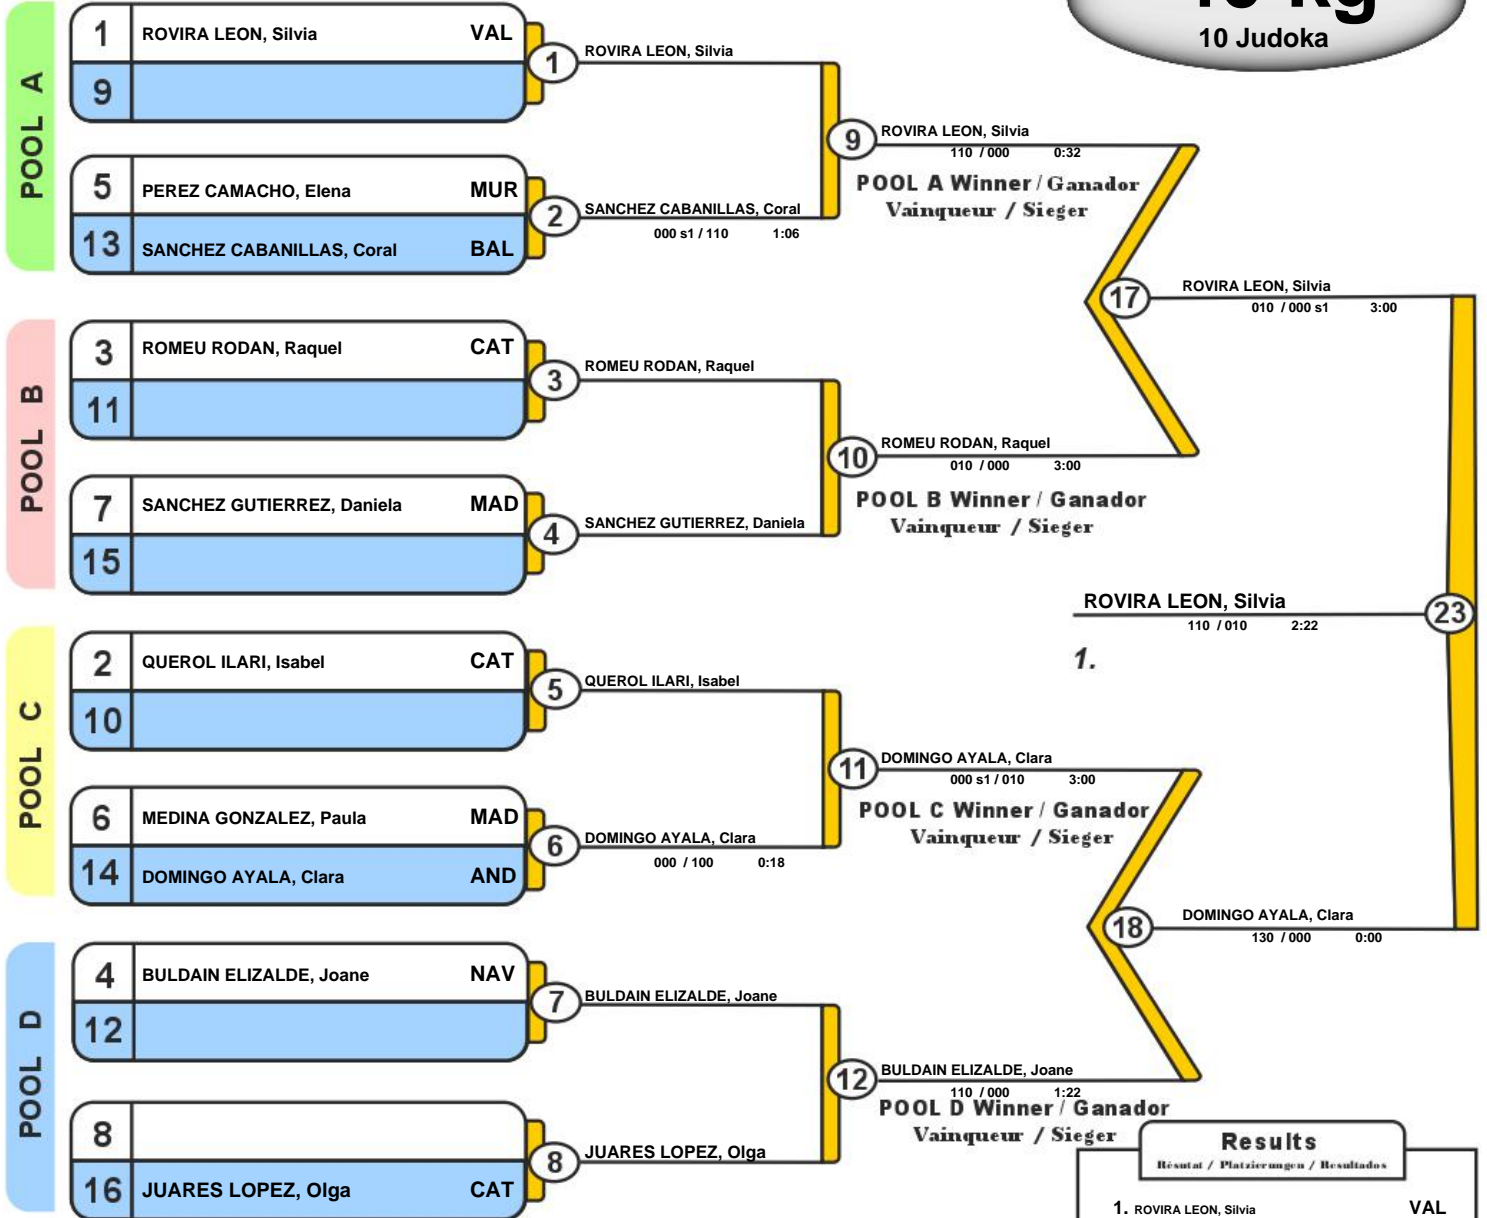 10 Judoka
POOL A
1 ROVIRA LEON, Silvia VAL
9
1
ROVIRA LEON, Silvia
5 PEREZ CAMACHO, Elena MUR
13 SANCHEZ CABANILLAS, Coral BAL
2
SANCHEZ CABANILLAS, Coral
000 s1 / 110 1:06
9
ROVIRA LEON, Silvia
110 / 000 0:32
POOL A Winner / Ganador
Vainqueur / Sieger
17
ROVIRA LEON, Silvia
010 / 000 s1 3:00
POOL B
3 ROMEU RODAN, Raquel CAT
11
3
ROMEU RODAN, Raquel
7 SANCHEZ GUTIERREZ, Daniela MAD
15
4
SANCHEZ GUTIERREZ, Daniela
10
ROMEU RODAN, Raquel
010 / 000 3:00
POOL B Winner / Ganador
Vainqueur / Sieger
ROVIRA LEON, Silvia
110 / 010 2:22
1.
23
POOL C
2 QUEROL ILARI, Isabel CAT
10
5
QUEROL ILARI, Isabel
6 MEDINA GONZALEZ, Paula MAD
14 DOMINGO AYALA, Clara AND
6
DOMINGO AYALA, Clara
000 / 100 0:18
11
DOMINGO AYALA, Clara
000 s1 / 010 3:00
POOL C Winner / Ganador
Vainqueur / Sieger
18
DOMINGO AYALA, Clara
130 / 000 0:00
POOL D
4 BULDAIN ELIZALDE, Joane NAV
12
7
BULDAIN ELIZALDE, Joane
8
16 JUARES LOPEZ, Olga CAT
8
JUARES LOPEZ, Olga
12
BULDAIN ELIZALDE, Joane
110 / 000 1:22
POOL D Winner / Ganador
Vainqueur / Sieger
Results
Résutat / Platzierungen / Resultados
1. ROVIRA LEON, Silvia VAL